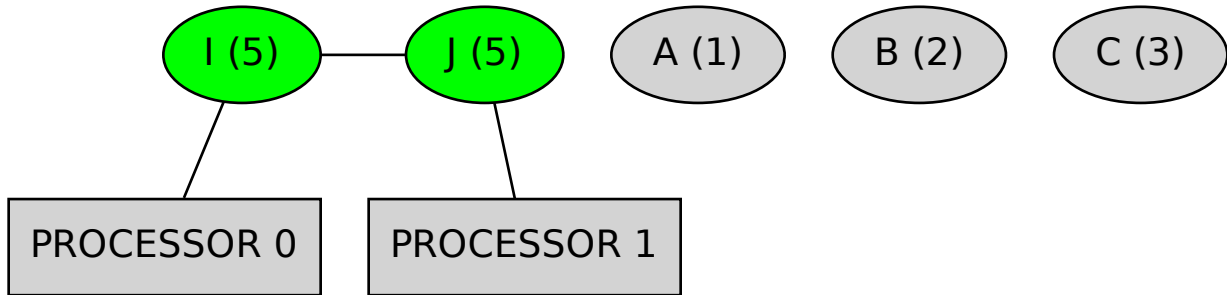 I (5)
J (5)
A (1)
B (2)
C (3)
PROCESSOR 0
PROCESSOR 1